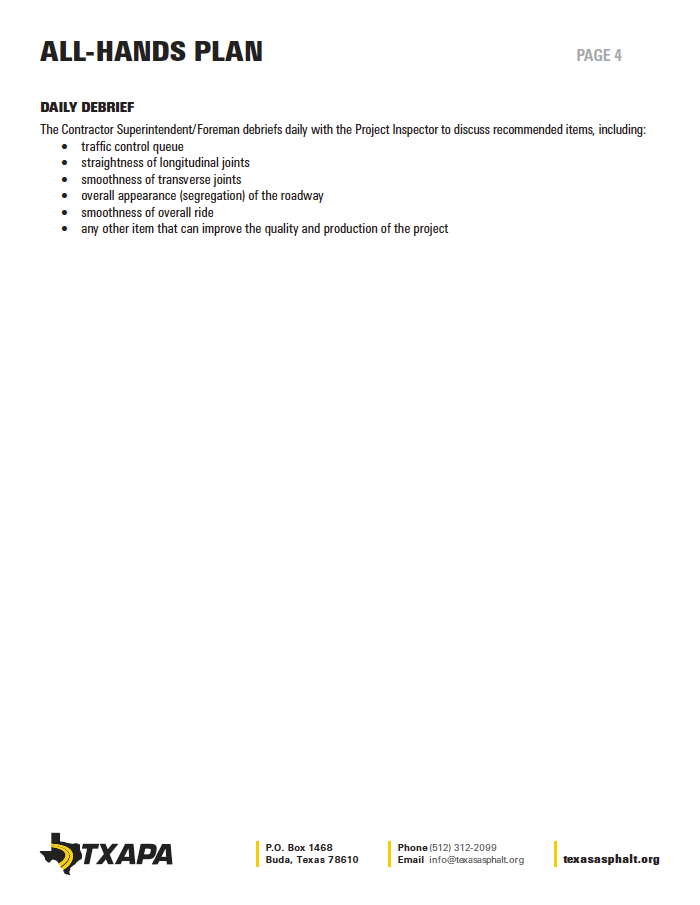 ALL-HANDS PLAN
PAGE 4
DAILY DEBRIEF
The Contractor Superintendent/Foreman debriefs daily with the Project Inspector to discuss recommended items, including:
• traffic control queue
• straightness of longitudinal joints
• smoothness of transverse joints
• overall appearance (segregation) of the roadway
• smoothness of overall ride
• any other item that can improve the quality and production of the project
TXAPA
P.O. Box 1468
Buda, Texas 78610
Phone (512) 312-2099
Email info@texasasphalt.org
texasasphalt.org